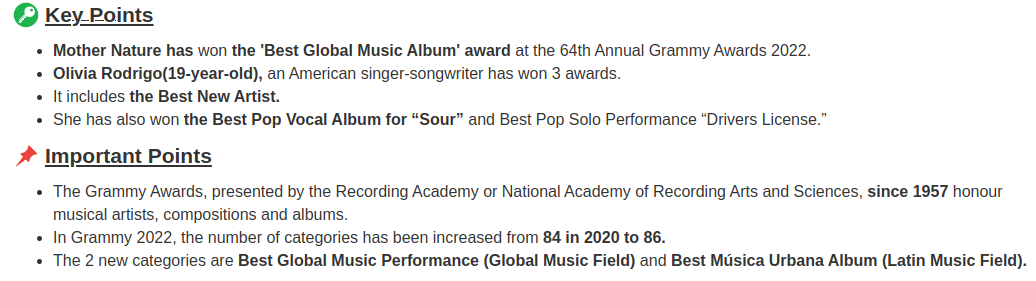 Key Points
Mother Nature has won the 'Best Global Music Album' award at the 64th Annual Grammy Awards 2022.
Olivia Rodrigo(19-year-old), an American singer-songwriter has won 3 awards.
It includes the Best New Artist.
She has also won the Best Pop Vocal Album for “Sour” and Best Pop Solo Performance “Drivers License.”
Important Points
The Grammy Awards, presented by the Recording Academy or National Academy of Recording Arts and Sciences, since 1957 honour
musical artists, compositions and albums.
In Grammy 2022, the number of categories has been increased from 84 in 2020 to 86.
The 2 new categories are Best Global Music Performance (Global Music Field) and Best Música Urbana Album (Latin Music Field).